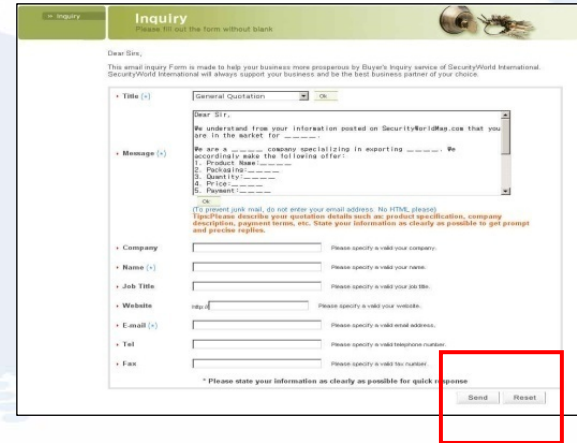 Inquiry
Inquiry
Please fill out the form without blank
Dear Sirs,
This email inquiry Form is made to help your business more prosperous by Buyer's Inquiry service of SecurityWorld International.
SecurityWorld International will always support your business and be the best business partner of your choice.
Title (*) General Quotation Ok
Dear Sir,
We understand from your information posted on SecurityWorldMap.com that you
are in the market for ____.
Message (*)
We are a ____ company specializing in exporting ____. We
accordingly make the following offer:
1. Product Name:____
2. Packaging:____
3. Quantity:____
4. Price:____
5. Payment:____
Ok
(To prevent junk mail, do not enter your email address. No HTML, please)
Tips:Please describe your quotation details such as: product specification, company
description, payment terms, etc. State your information as clearly as possible to get prompt
and precise replies.
Company Please specify a valid your company.
Name (*) Please specify a valid your name.
Job Title Please specify a valid your job title.
Website http:// Please specify a valid your website.
E-mail (*) Please specify a valid email address.
Tel Please specify a valid telephone number.
Fax Please specify a valid fax number.
* Please state your information as clearly as possible for quick response
Send Reset